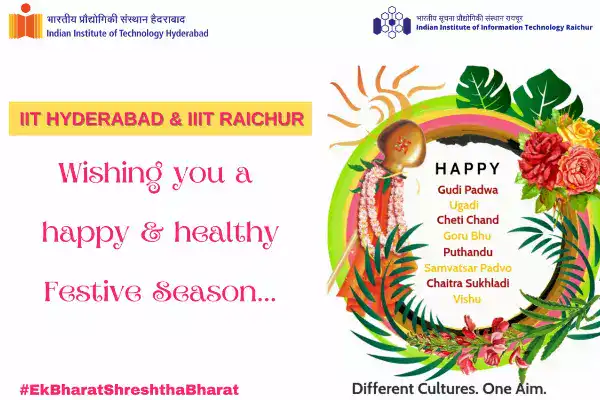 भारतीय प्रौद्योगिकी संस्थान हैदराबाद
Indian Institute of Technology Hyderabad
भारतीय सूचना प्रौद्योगिकी संस्थान रायचूर
Indian Institute of Information Technology Raichur
IIT HYDERABAD & IIIT RAICHUR
Wishing you a
happy & healthy
Festive Season...
HAPPY
Gudi Padwa
Ugadi
Cheti Chand
Goru Bhu
Puthandu
Samvatsar Padvo
Chaitra Sukhladi
Vishu
#EkBharatShreshthaBharat
Different Cultures. One Aim.